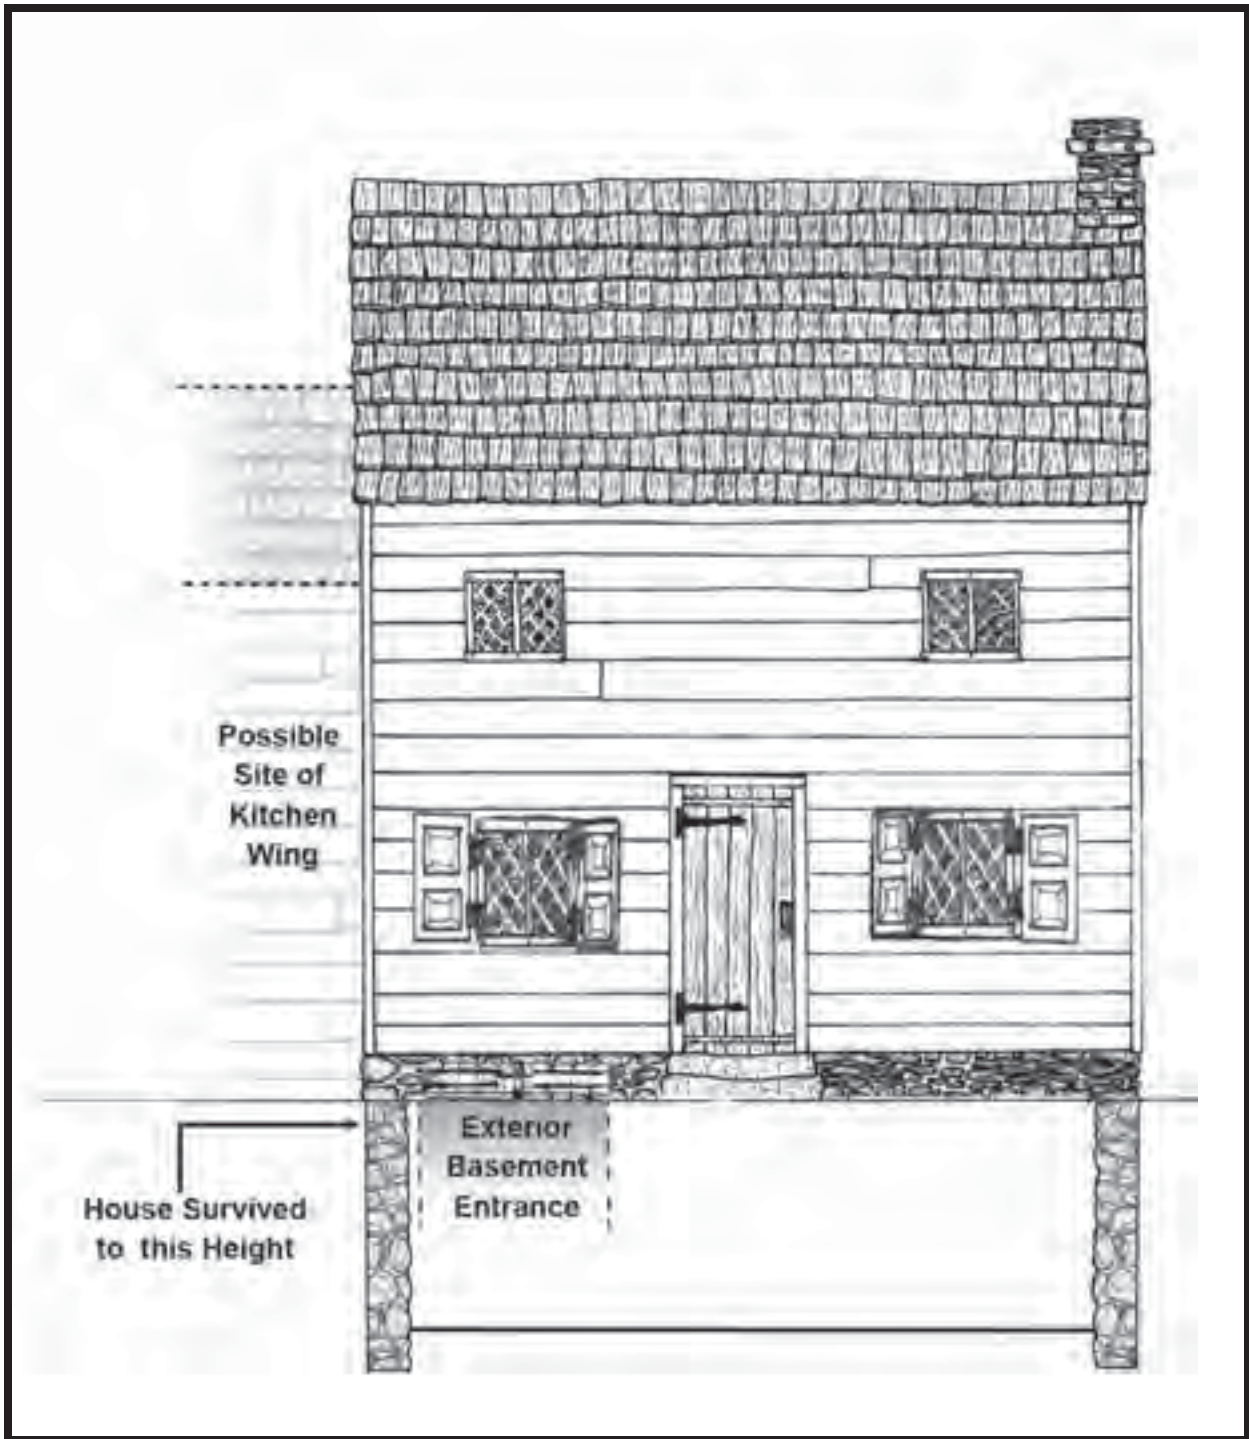 Possible
Site of
Kitchen
Wing
Exterior
Basement
Entrance
House Survived
to this Height